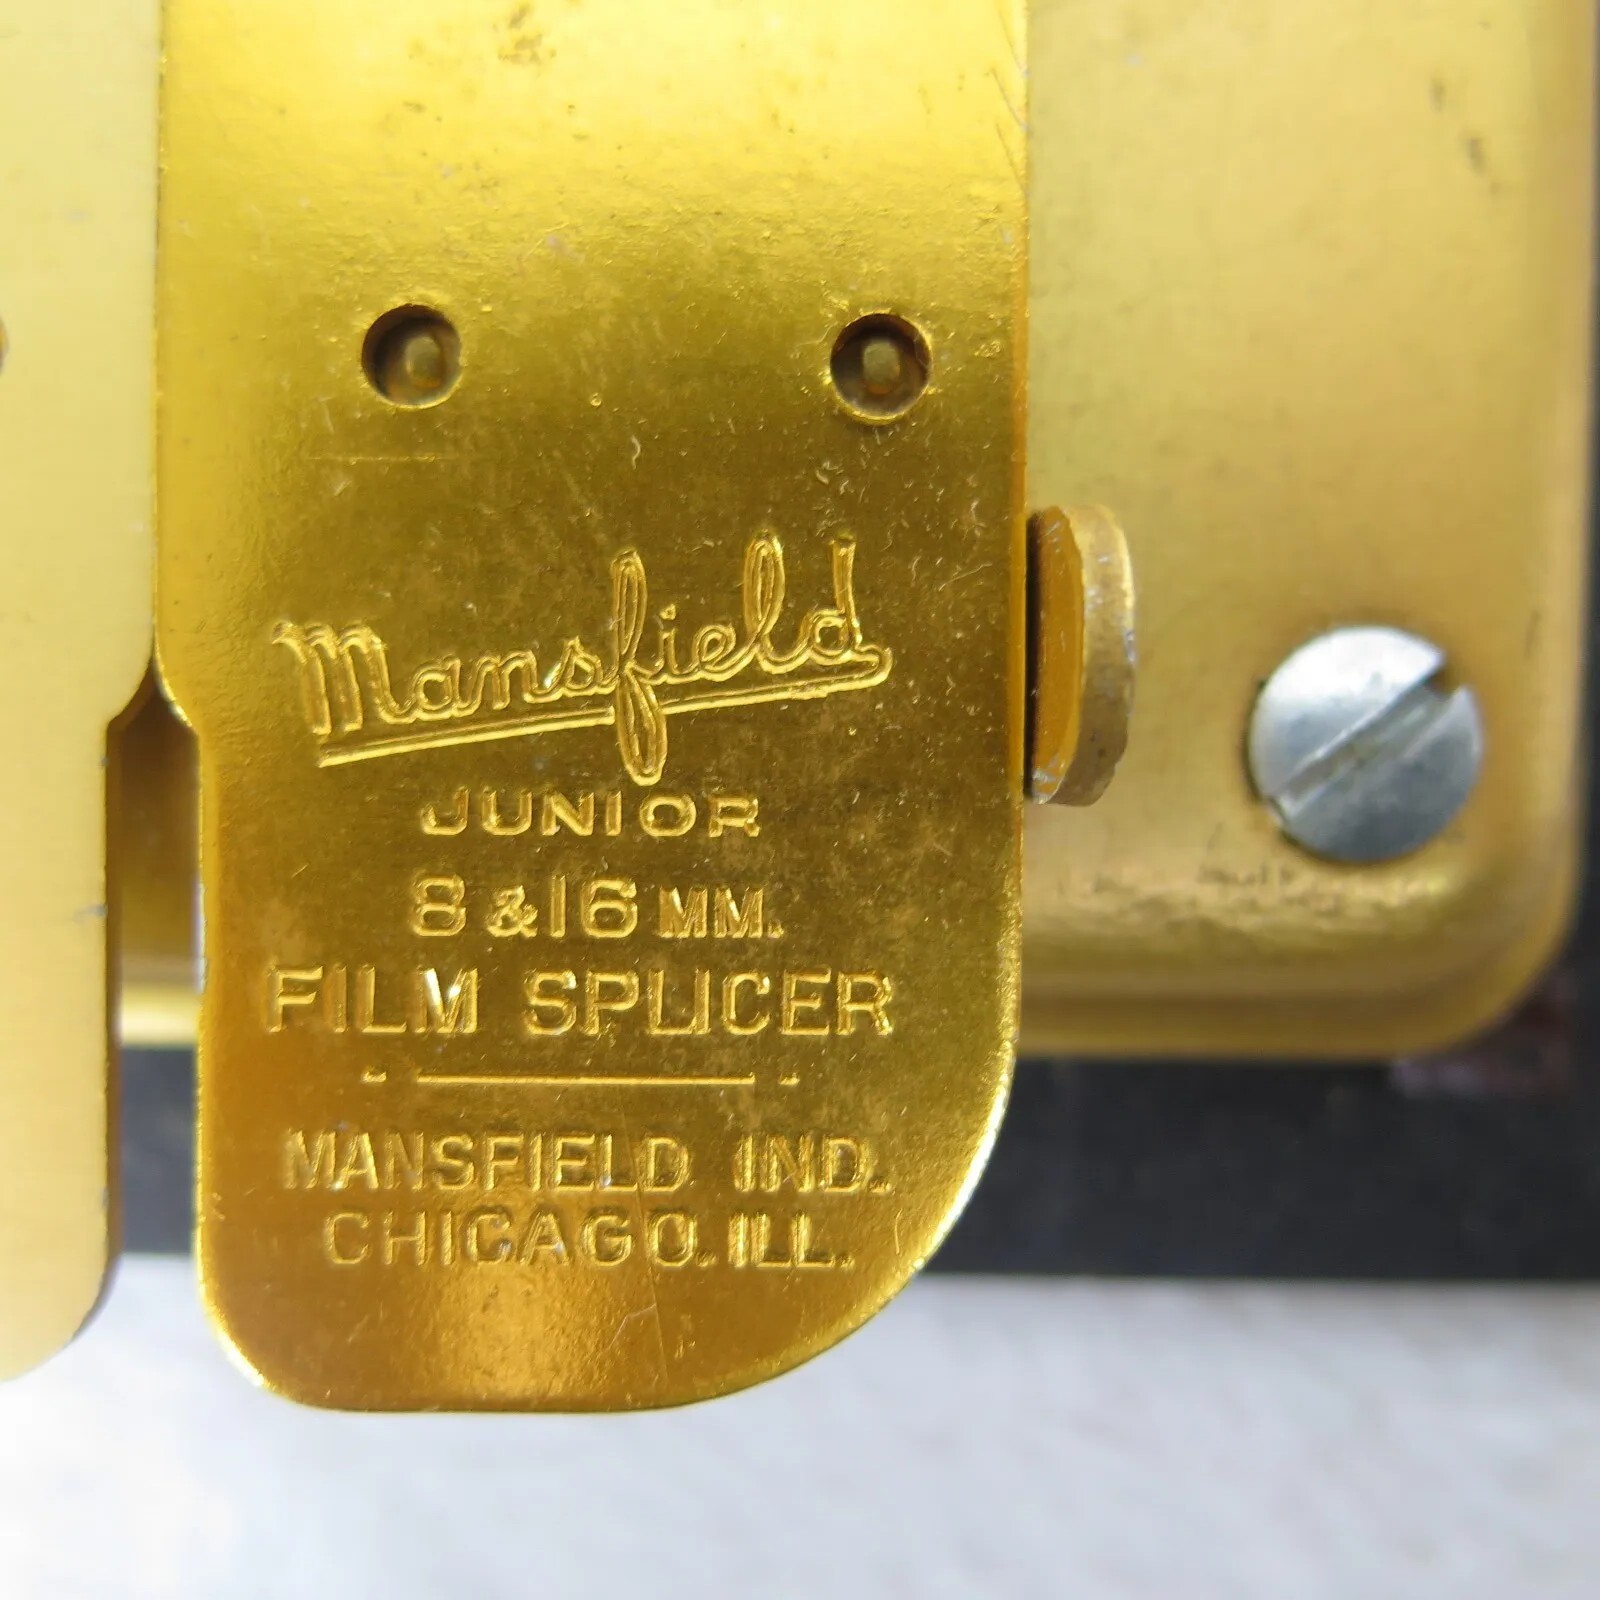 Mansfield
JUNIOR
8 & 16 MM.
FILM SPLICER
MANSFIELD IND.
CHICAGO. ILL.